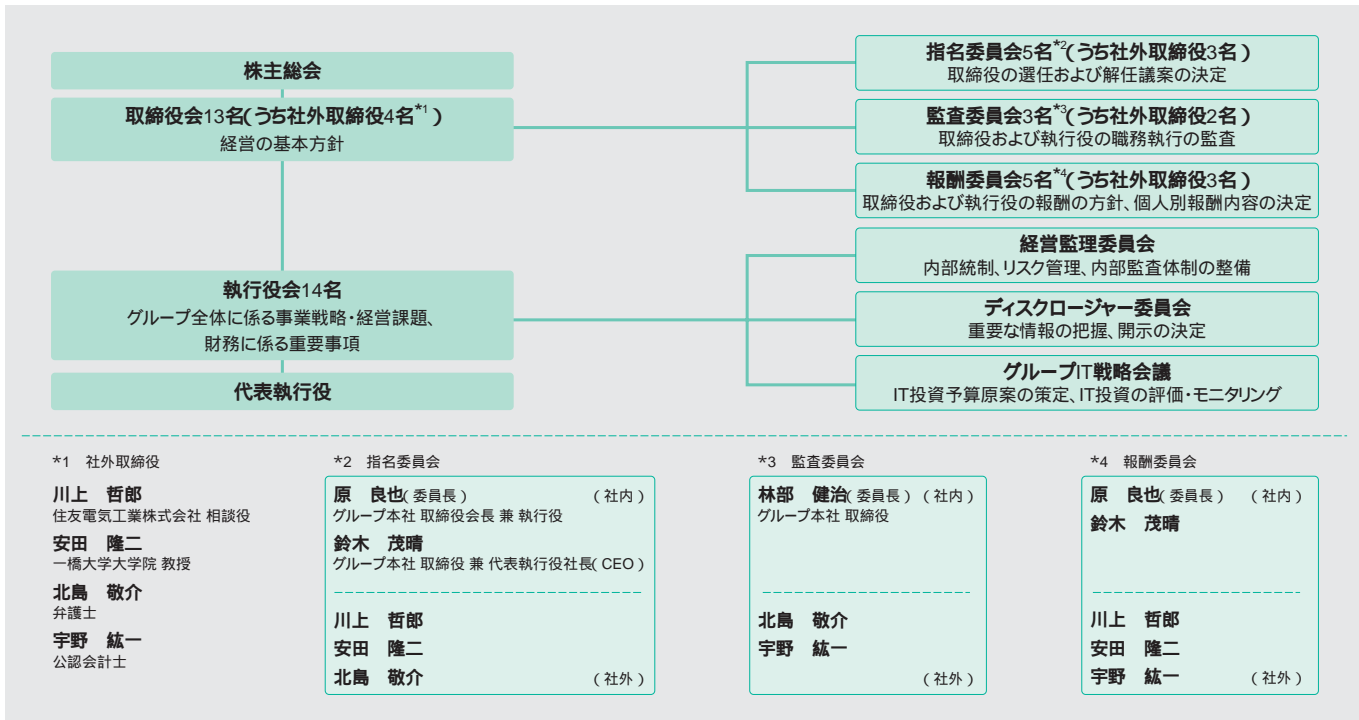 株主総会
取締役会13名(うち社外取締役4名*1)
経営の基本方針
執行役会14名
グループ全体に係る事業戦略・経営課題、
財務に係る重要事項
代表執行役
指名委員会5名*2(うち社外取締役3名)
取締役の選任および解任議案の決定
監査委員会3名*3(うち社外取締役2名)
取締役および執行役の職務執行の監査
報酬委員会5名*4(うち社外取締役3名)
取締役および執行役の報酬の方針、個人別報酬内容の決定
経営監理委員会
内部統制、リスク管理、内部監査体制の整備
ディスクロージャー委員会
重要な情報の把握、開示の決定
グループIT戦略会議
IT投資予算原案の策定、IT投資の評価・モニタリング
*1 社外取締役
川上 哲郎
住友電気工業株式会社 相談役
安田 隆二
一橋大学大学院 教授
北島 敬介
弁護士
宇野 紘一
公認会計士
*2 指名委員会
原 良也(委員長) (社内)
グループ本社 取締役会長 兼 執行役
鈴木 茂晴
グループ本社 取締役 兼 代表執行役社長(CEO)
川上 哲郎
安田 隆二
北島 敬介 (社外)
*3 監査委員会
林部 健治(委員長)(社内)
グループ本社 取締役
北島 敬介
宇野 紘一
(社外)
*4 報酬委員会
原 良也(委員長) (社内)
鈴木 茂晴
川上 哲郎
安田 隆二
宇野 紘一 (社外)